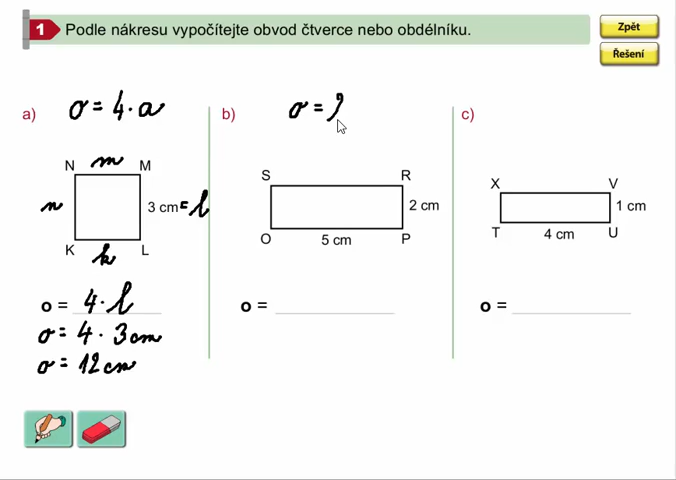 1 Podle nákresu vypočítejte obvod čtverce nebo obdélníku.
Zpět
Řešení
a) o = 4 · a
N m M
n 3 cm = l
K k L
o = 4 · l
o = 4 · 3 cm
o = 12 cm
b) o =
S R
2 cm
O 5 cm P
o =
c)
X V
1 cm
T 4 cm U
o =